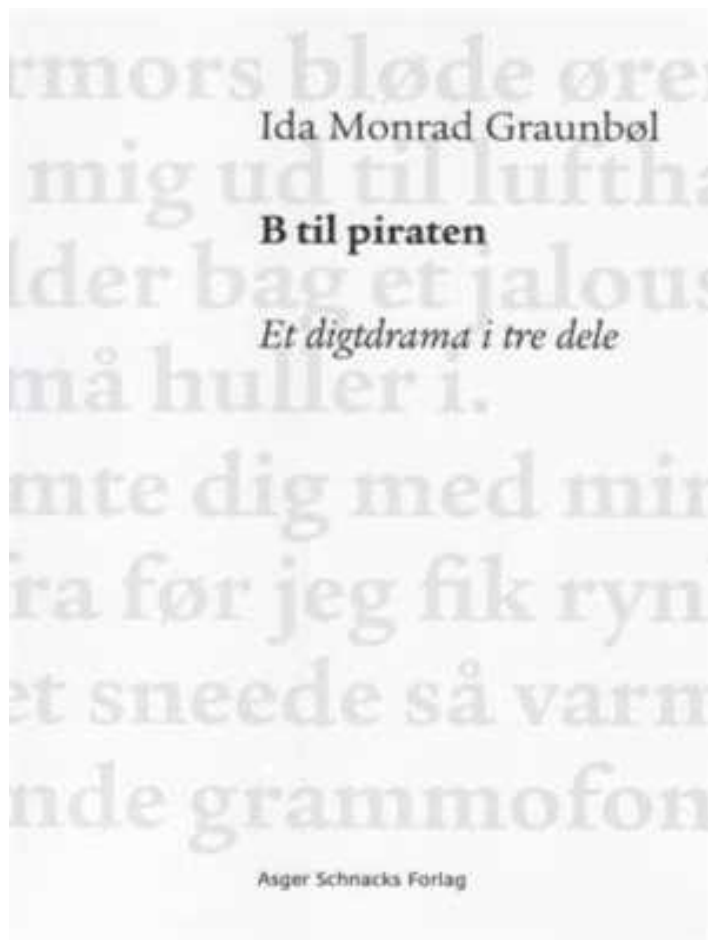 rmors bløde ører
Ida Monrad Graunbøl
mig ud til luftha
B til piraten
lder bag et jalous
Et digtdrama i tre dele
må huller i.
mte dig med min
ra før jeg fik ryn
et sneede så varm
nde grammofon
Asger Schnacks Forlag